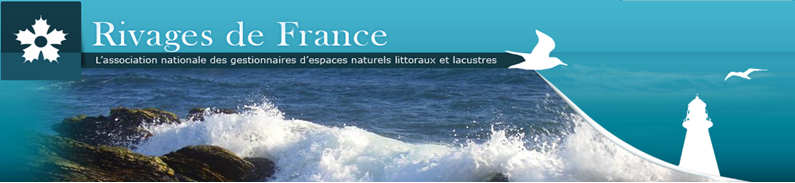 Rivages de France
L'association nationale des gestionnaires d'espaces naturels littoraux et lacustres